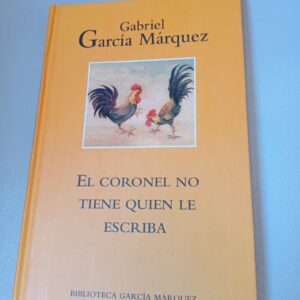 Gabriel
García Márquez
EL CORONEL NO
TIENE QUIEN LE
ESCRIBA
BIBLIOTECA GARCÍA MÁRQUEZ